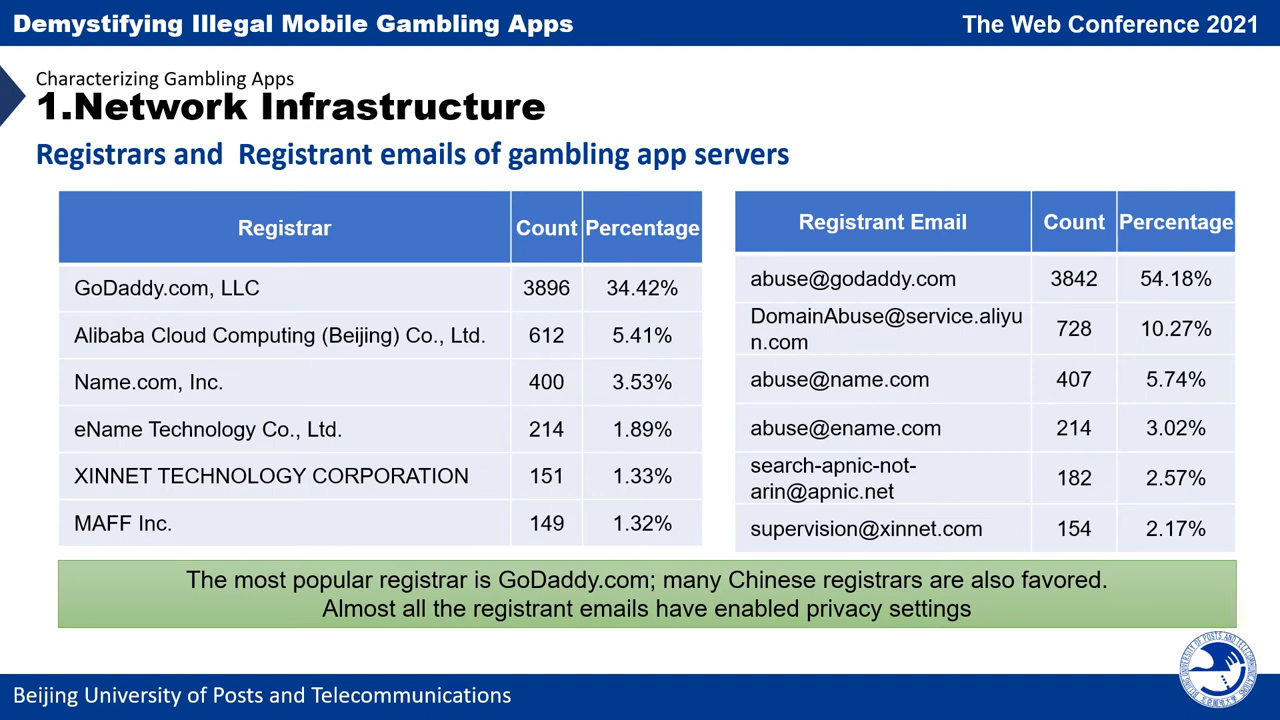 Demystifying Illegal Mobile Gambling Apps
The Web Conference 2021
Characterizing Gambling Apps
1.Network Infrastructure
Registrars and Registrant emails of gambling app servers
Registrar Count Percentage
GoDaddy.com, LLC 3896 34.42%
Alibaba Cloud Computing (Beijing) Co., Ltd. 612 5.41%
Name.com, Inc. 400 3.53%
eName Technology Co., Ltd. 214 1.89%
XINNET TECHNOLOGY CORPORATION 151 1.33%
MAFF Inc. 149 1.32%
Registrant Email Count Percentage
abuse@godaddy.com 3842 54.18%
DomainAbuse@service.aliyu
n.com 728 10.27%
abuse@name.com 407 5.74%
abuse@ename.com 214 3.02%
search-apnic-not-
arin@apnic.net 182 2.57%
supervision@xinnet.com 154 2.17%
The most popular registrar is GoDaddy.com; many Chinese registrars are also favored.
Almost all the registrant emails have enabled privacy settings
Beijing University of Posts and Telecommunications